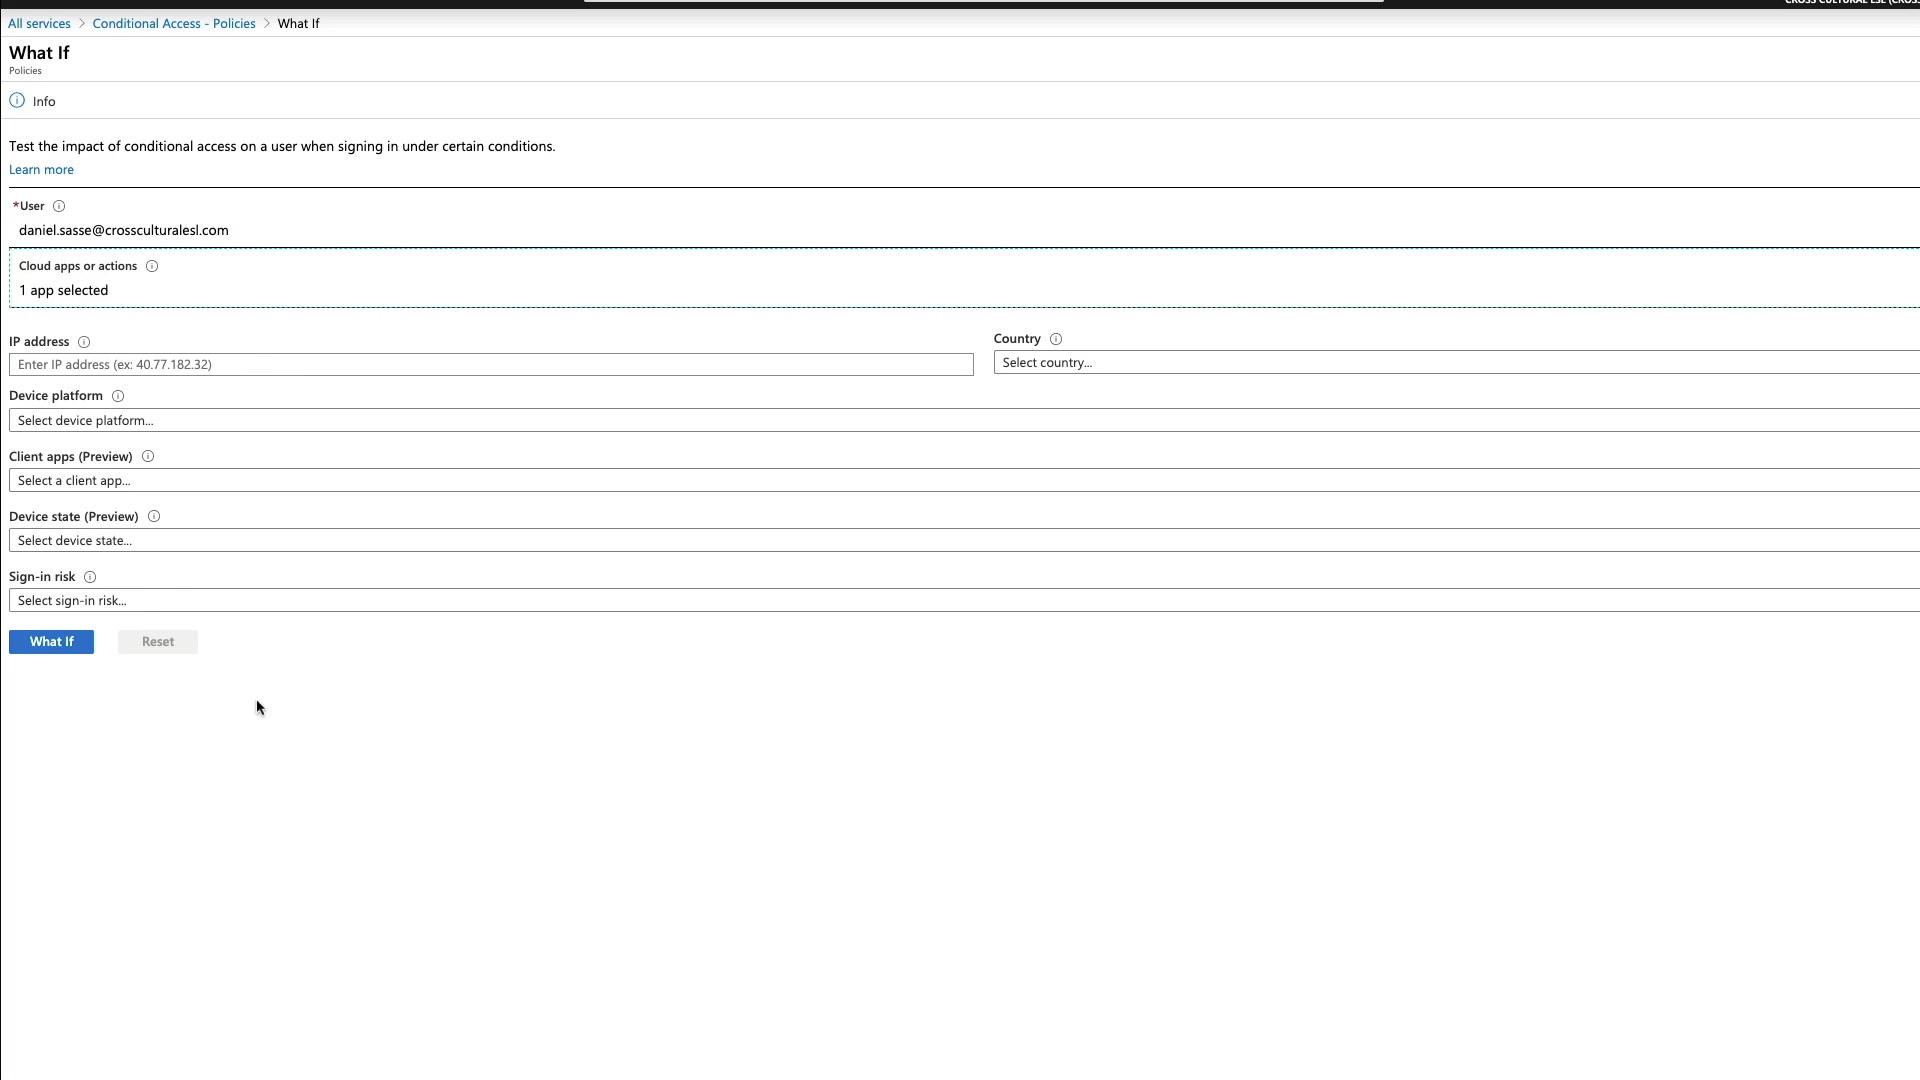 All services > Conditional Access - Policies > What If
What If
Policies
Info
Test the impact of conditional access on a user when signing in under certain conditions.
Learn more
*User
daniel.sasse@crossculturalesl.com
Cloud apps or actions
1 app selected
IP address
Enter IP address (ex: 40.77.182.32)
Country
Select country...
Device platform
Select device platform...
Client apps (Preview)
Select a client app...
Device state (Preview)
Select device state...
Sign-in risk
Select sign-in risk...
What If
Reset